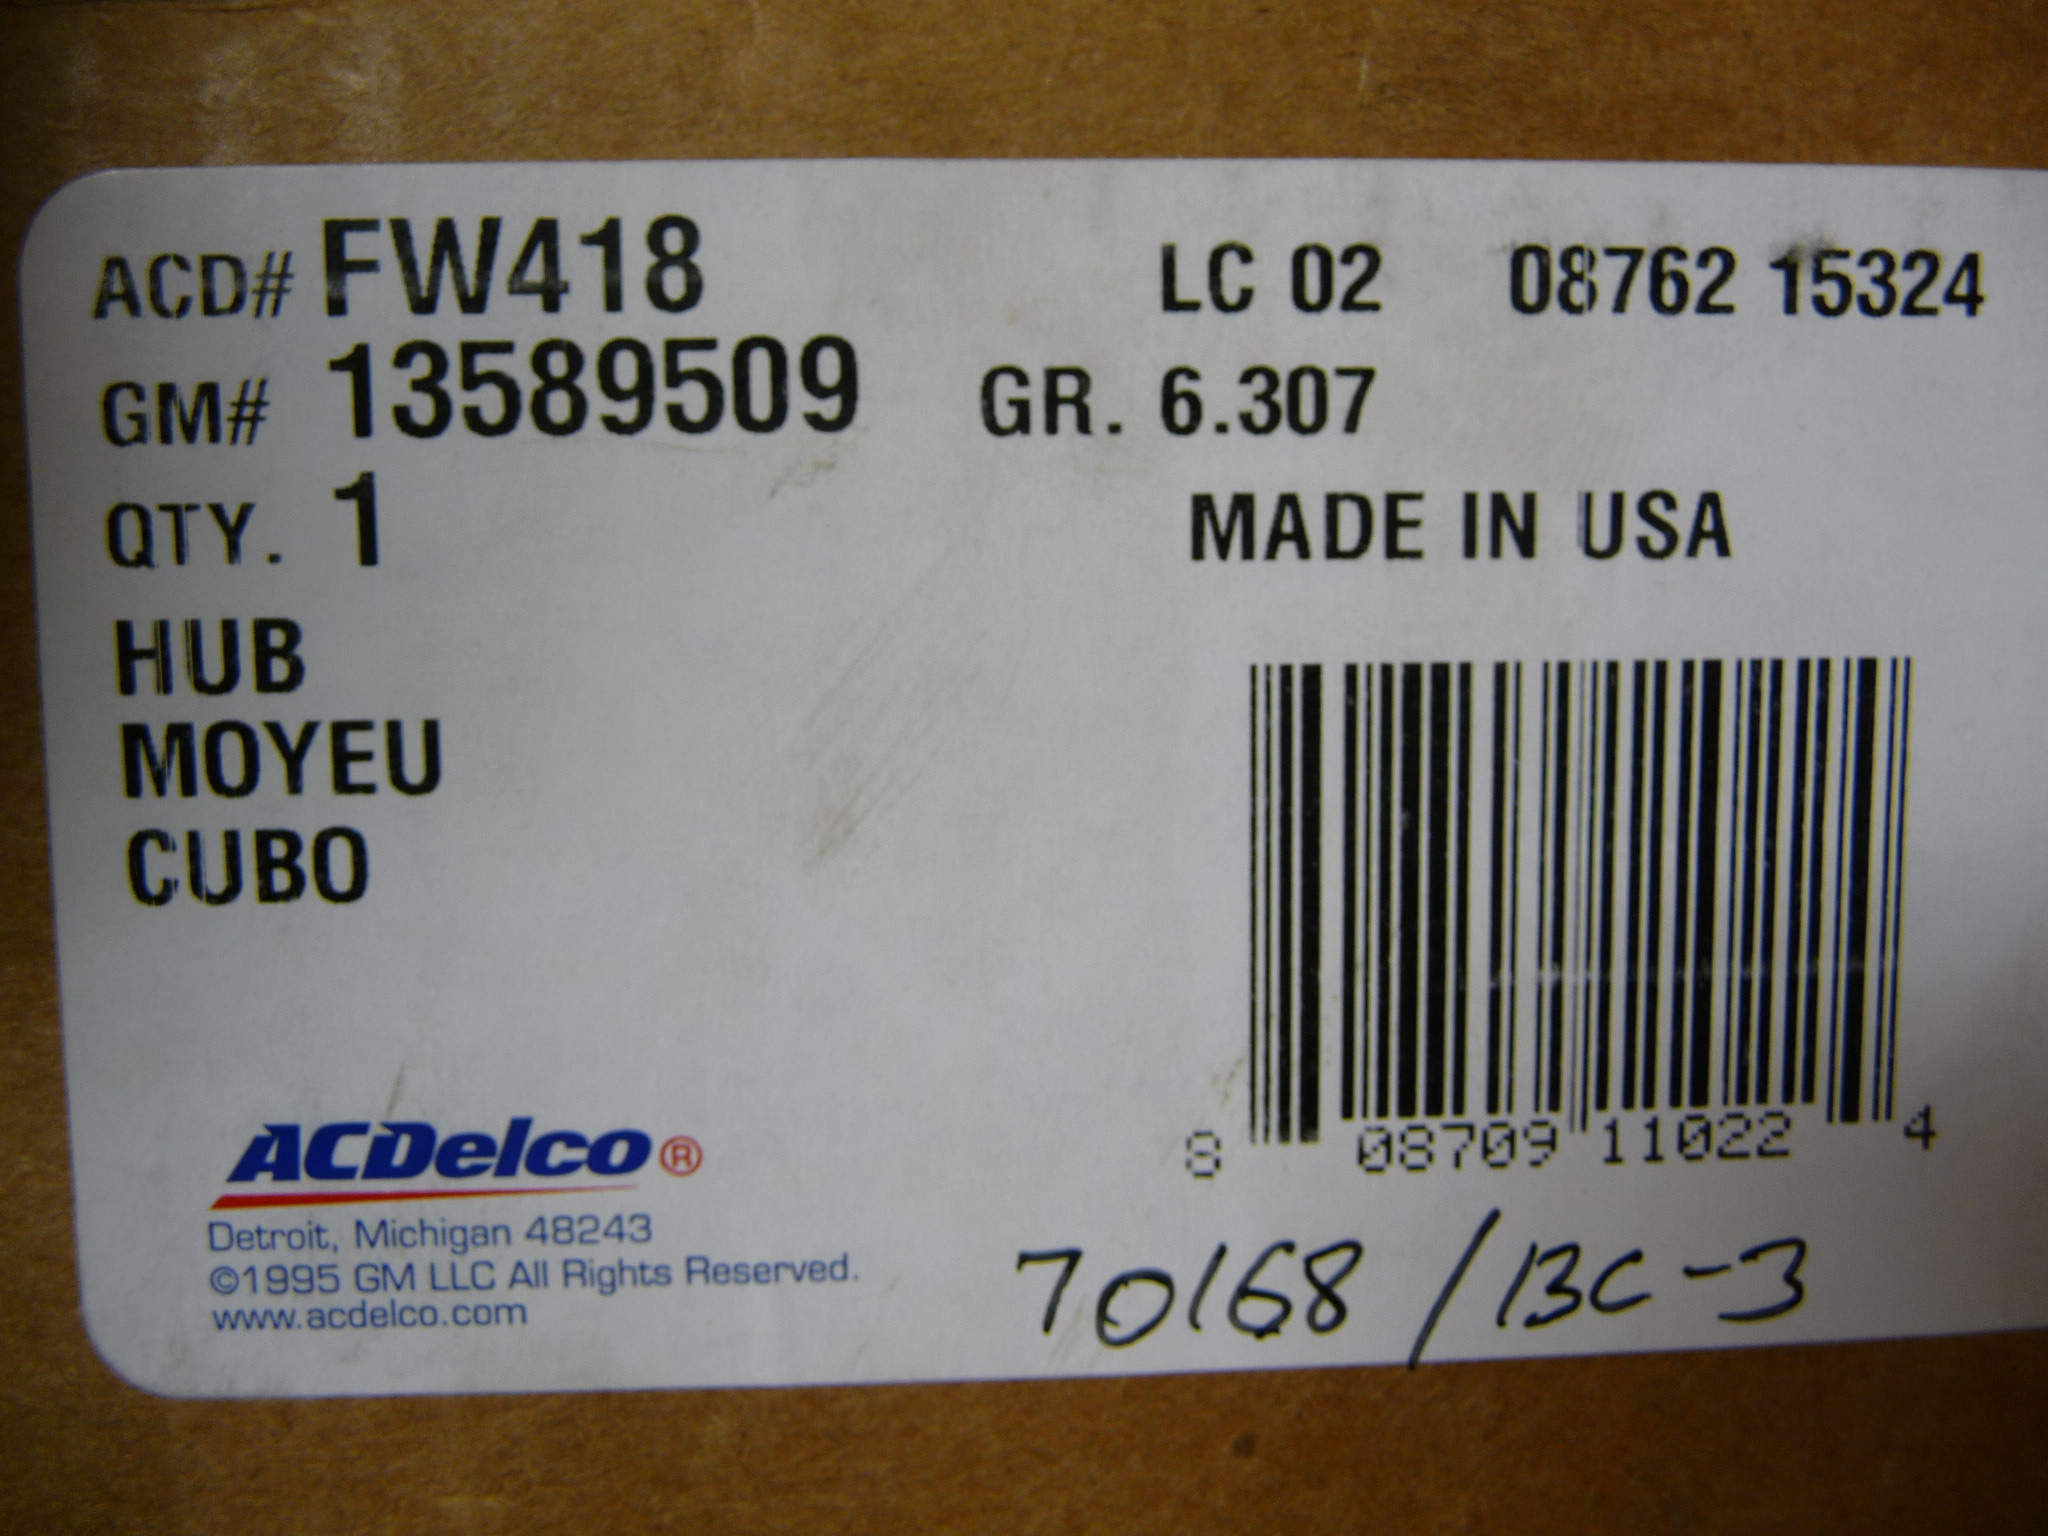 ACD# FW418 LC 02 08762 15324
GM# 13589509 GR. 6.307
QTY. 1 MADE IN USA
HUB
MOYEU
CUBO
8 08709 11022 4
ACDelco®
Detroit, Michigan 48243
©1995 GM LLC All Rights Reserved.
www.acdelco.com
70168 / BC-3